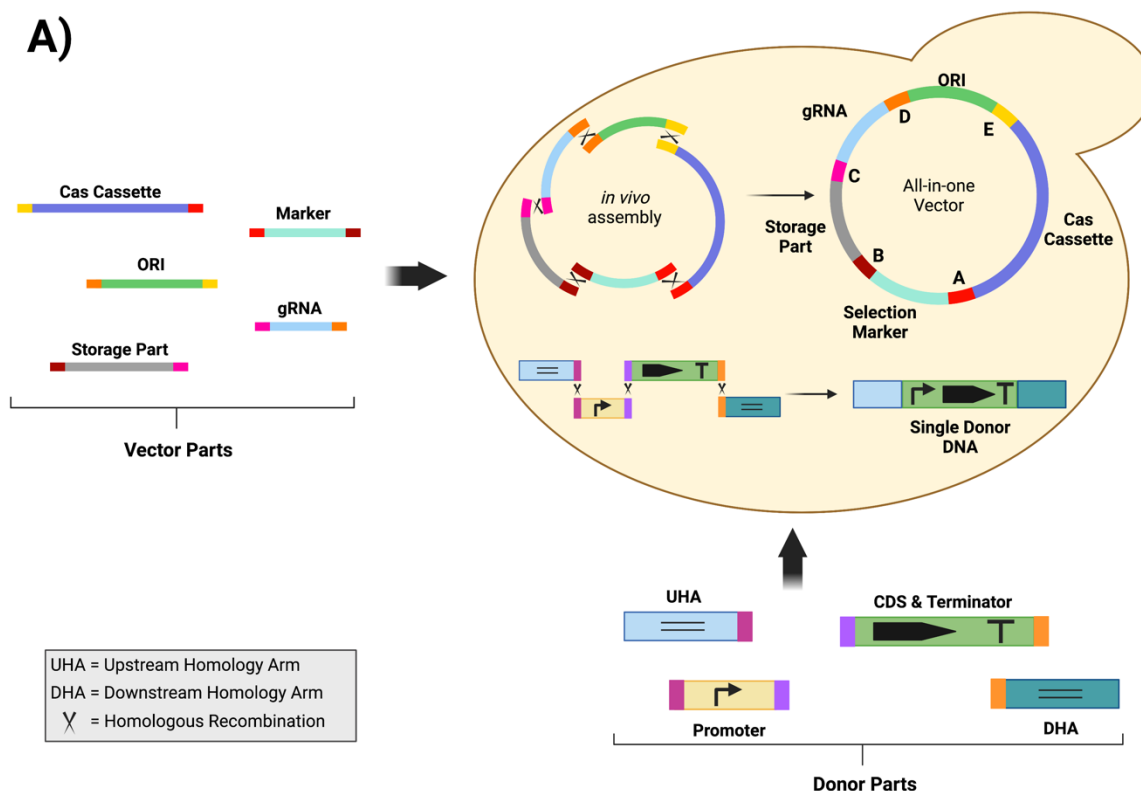 A)
Cas Cassette
Marker
ORI
gRNA
Storage Part
Vector Parts
in vivo
assembly
ORI
gRNA
D
E
C
All-in-one
Vector
Storage
Part
Cas
Cassette
B
A
Selection
Marker
Single Donor
DNA
UHA
CDS & Terminator
Promoter
DHA
Donor Parts
UHA = Upstream Homology Arm
DHA = Downstream Homology Arm
= Homologous Recombination